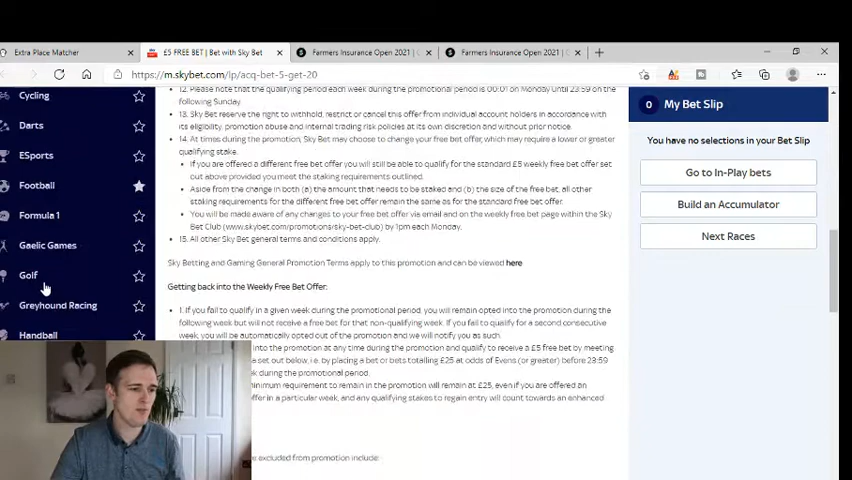 Extra Place Matcher
£5 FREE BET | Bet with Sky Bet
Farmers Insurance Open 2021 |
Farmers Insurance Open 2021 |
https://m.skybet.com/lp/acq-bet-5-get-20
Cycling
Darts
ESports
Football
Formula 1
Gaelic Games
Golf
Greyhound Racing
Handball
12. Please note that the qualifying period each week during the promotional period is 00:01 on Monday until 23:59 on
the following Sunday.
13. Sky Bet reserve the right to withhold, restrict or cancel this offer from individual account holders in accordance with
its eligibility, promotion abuse and internal trading risk policies at its own discretion and without prior notice.
14. At times during the promotion, Sky Bet may choose to change your free bet offer, which may require a lower or greater
qualifying stake.
If you are offered a different free bet offer you will still be able to qualify for the standard £5 weekly free bet offer set
out above provided you meet the staking requirements outlined.
Aside from the change in both (a) the amount that needs to be staked and (b) the size of the free bet, all other
staking requirements for the different free bet offer remain the same as for the standard free bet offer.
You will be made aware of any changes to your free bet offer via email and on the weekly free bet page within the Sky
Bet Club (www.skybet.com/promotions/sky-bet-club) by 1pm each Monday.
15. All other Sky Bet general terms and conditions apply.
Sky Betting and Gaming General Promotion Terms apply to this promotion and can be viewed here
Getting back into the Weekly Free Bet Offer:
1. If you fail to qualify in a given week during the promotional period, you will remain opted into the promotion during the
following week but will not receive a free bet for that non-qualifying week. If you fail to qualify for a second consecutive
week, you will be automatically opted out of the promotion and we will notify you as such.
into the promotion at any time during the promotion and qualify to receive a £5 free bet by meeting
a set out below, i.e. by placing a bet or bets totalling £25 at odds of Evens (or greater) before 23:59
week during the promotional period.
minimum requirement to remain in the promotion will remain at £25, even if you are offered an
offer in a particular week, and any qualifying stakes to regain entry will count towards an enhanced
excluded from promotion include:
0 My Bet Slip
You have no selections in your Bet Slip
Go to In-Play bets
Build an Accumulator
Next Races